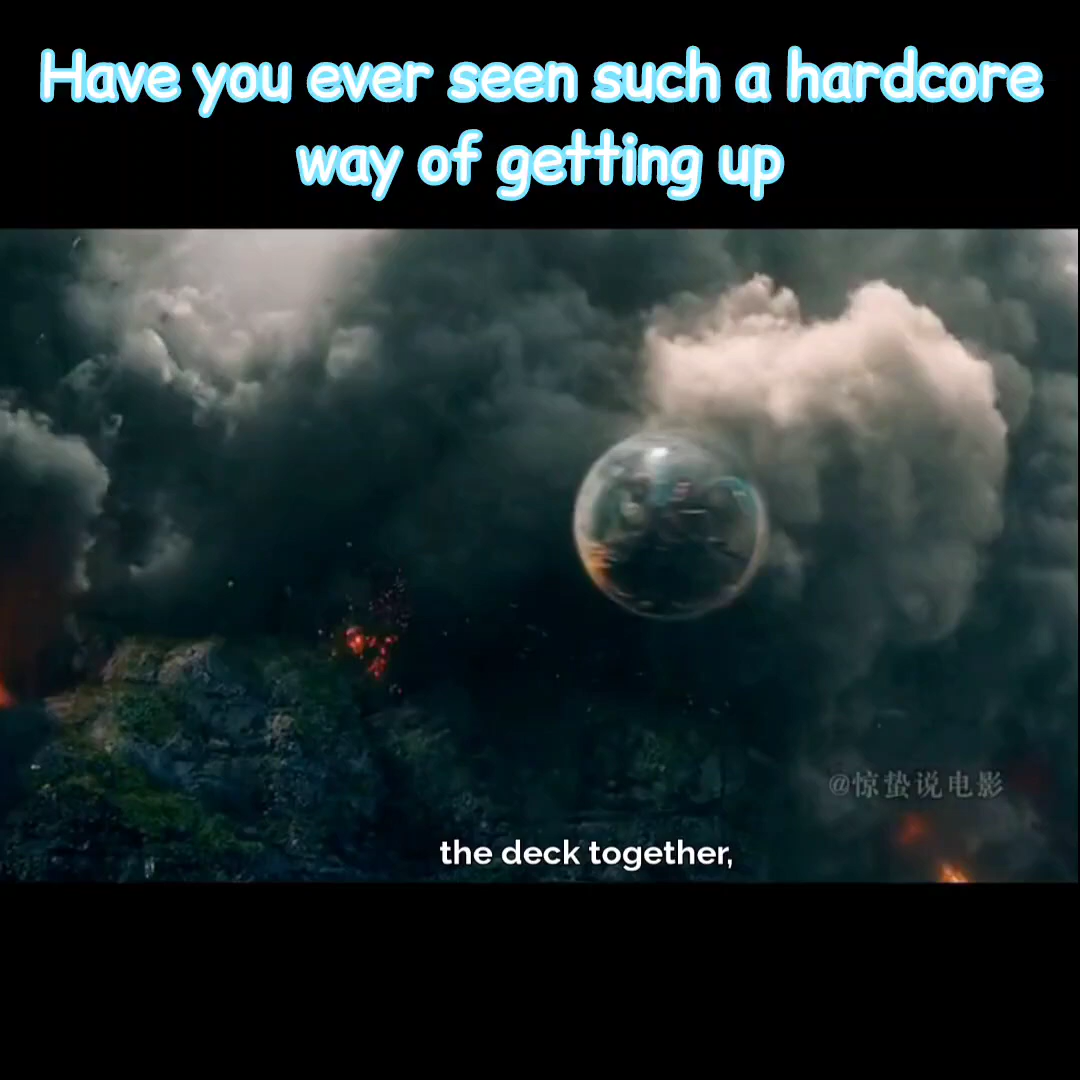 Have you ever seen such a hardcore
way of getting up
@惊蛰说电影
the deck together,